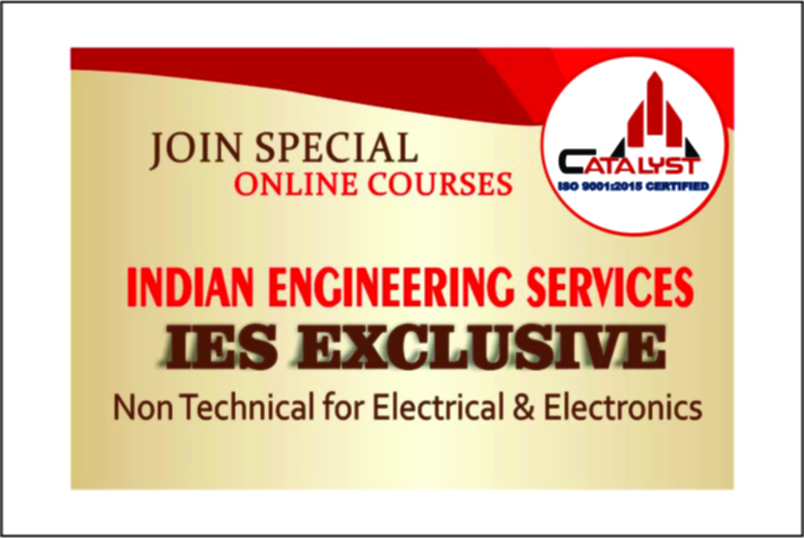 JOIN SPECIAL
ONLINE COURSES
CATALYST
ISO 9001:2015 CERTIFIED
INDIAN ENGINEERING SERVICES
IES EXCLUSIVE
Non Technical for Electrical & Electronics